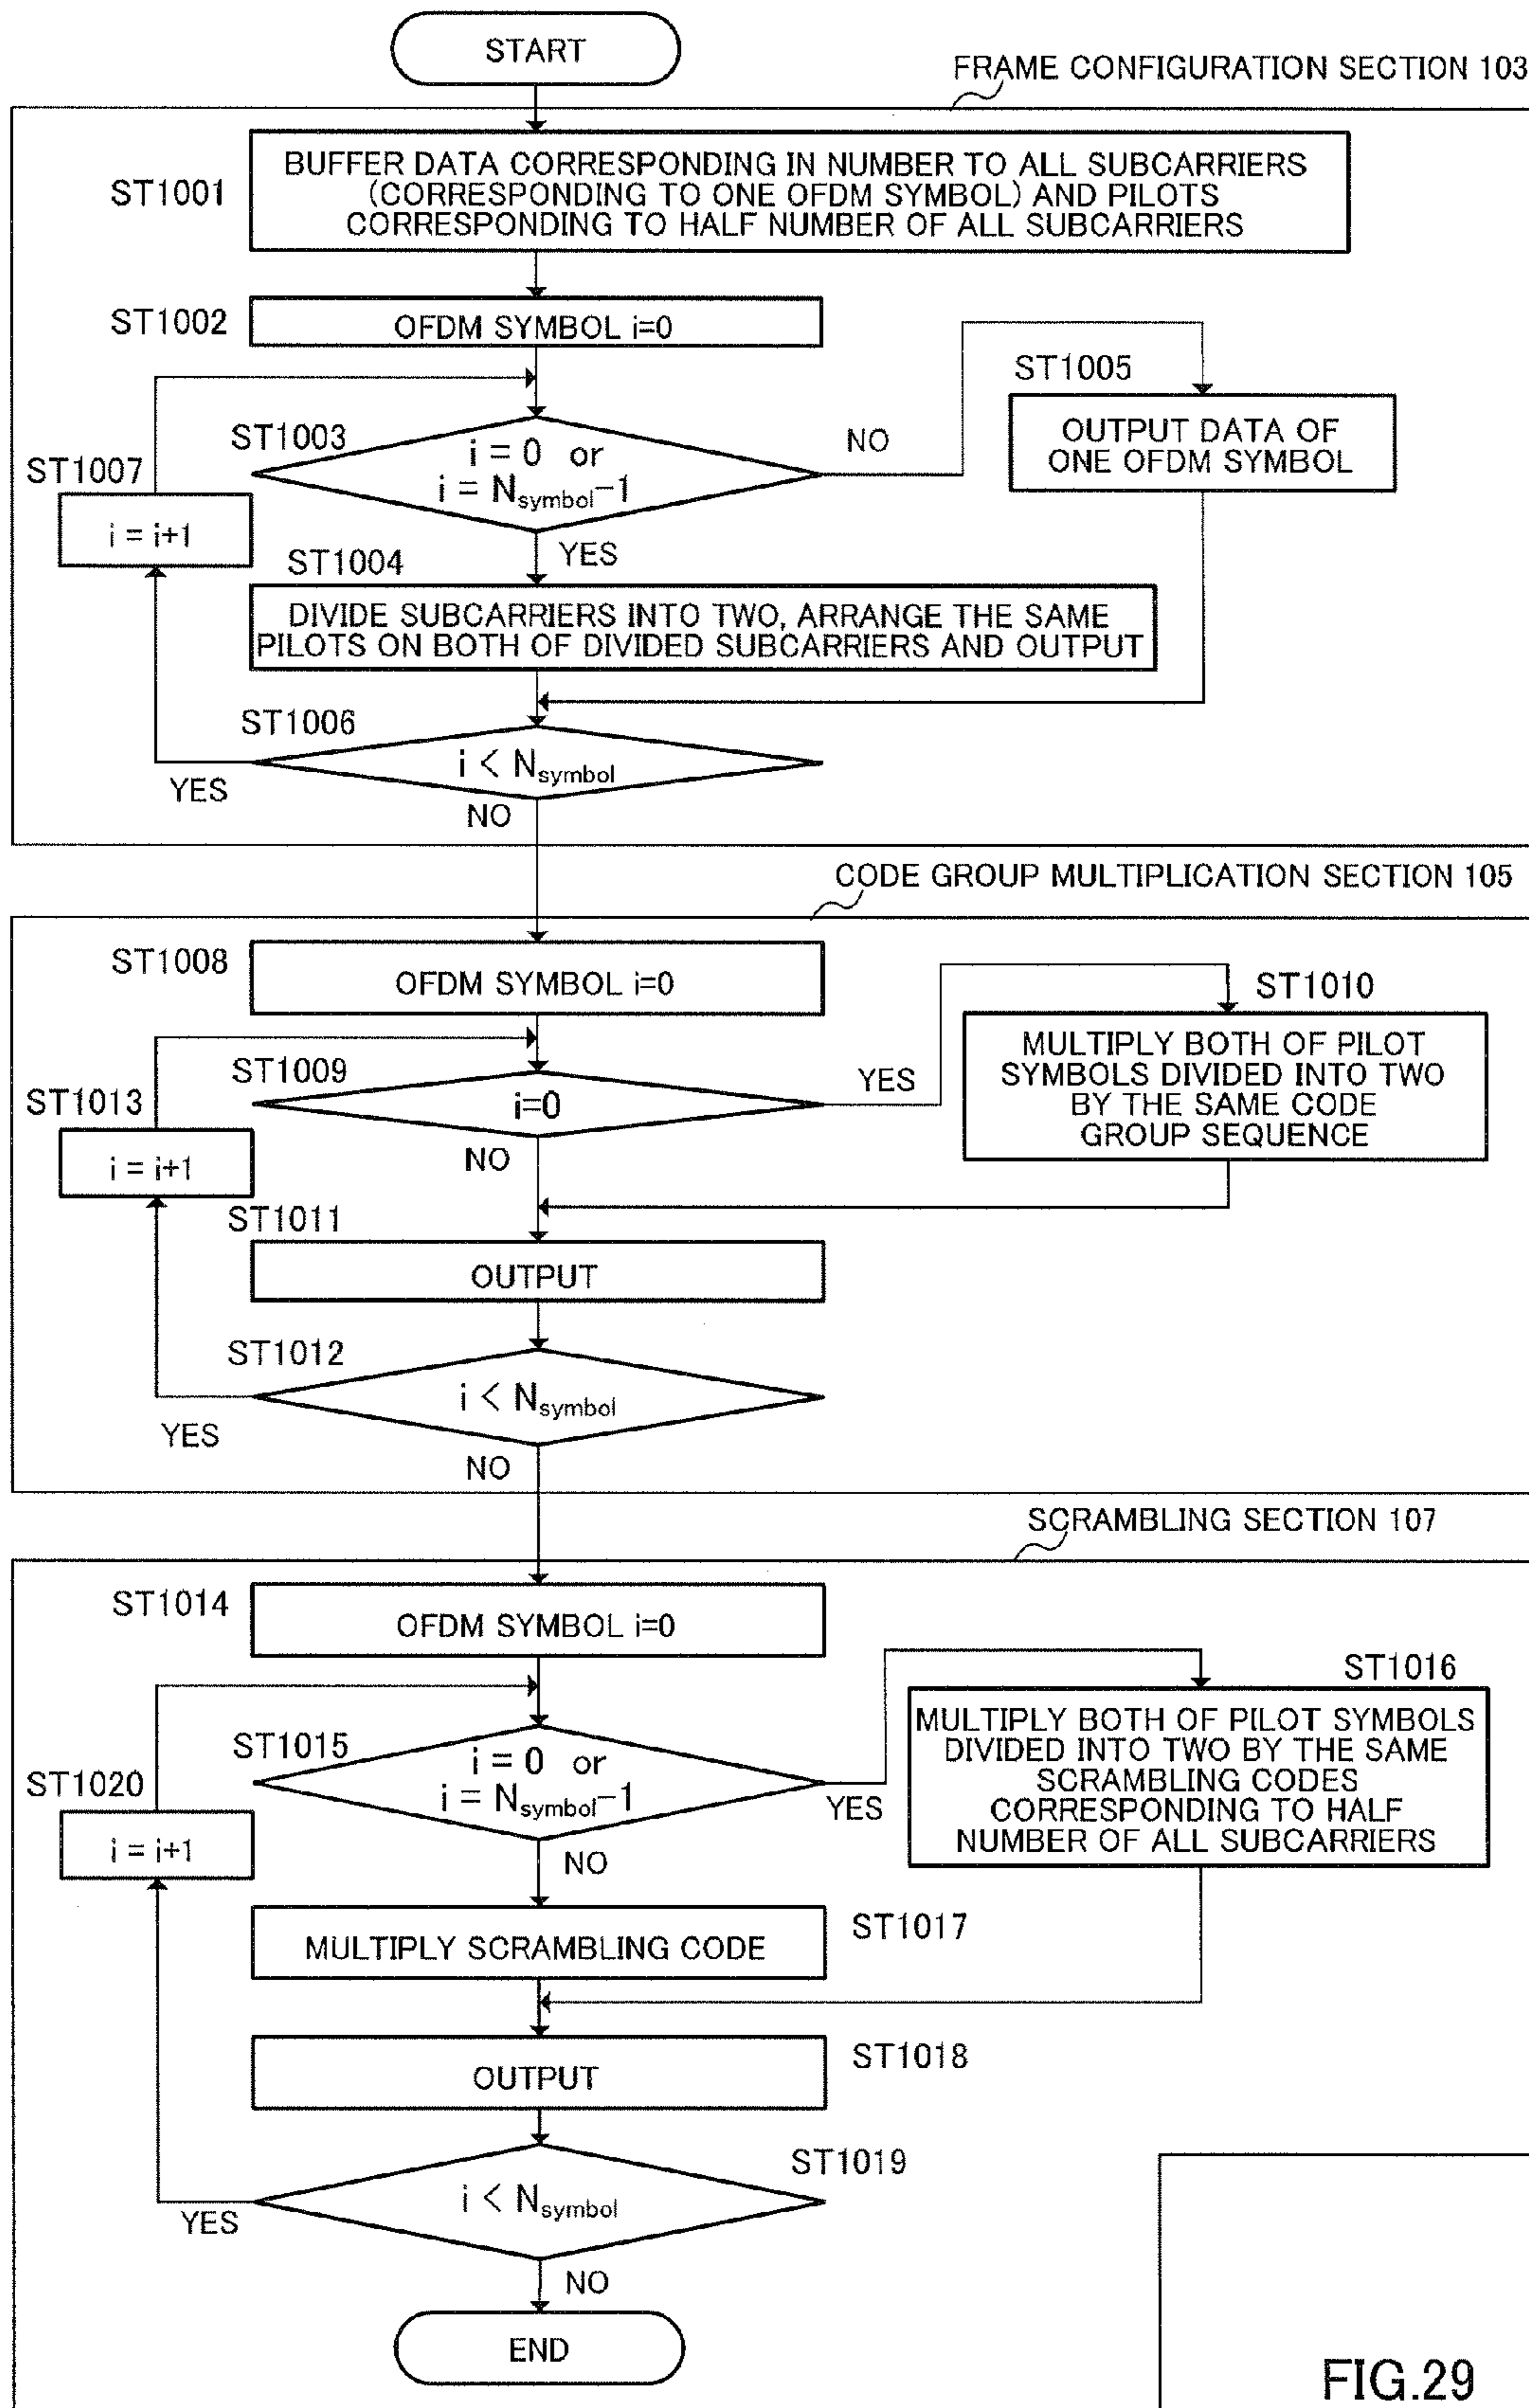 START
FRAME CONFIGURATION SECTION 103
ST1001
BUFFER DATA CORRESPONDING IN NUMBER TO ALL SUBCARRIERS
(CORRESPONDING TO ONE OFDM SYMBOL) AND PILOTS
CORRESPONDING TO HALF NUMBER OF ALL SUBCARRIERS
ST1002
OFDM SYMBOL i=0
ST1005
OUTPUT DATA OF
ONE OFDM SYMBOL
ST1003
i = 0 or
i = Nsymbol-1
NO
YES
ST1007
i = i+1
ST1004
DIVIDE SUBCARRIERS INTO TWO, ARRANGE THE SAME
PILOTS ON BOTH OF DIVIDED SUBCARRIERS AND OUTPUT
ST1006
i < Nsymbol
YES
NO
CODE GROUP MULTIPLICATION SECTION 105
ST1008
OFDM SYMBOL i=0
ST1010
MULTIPLY BOTH OF PILOT
SYMBOLS DIVIDED INTO TWO
BY THE SAME CODE
GROUP SEQUENCE
ST1009
i=0
YES
NO
ST1013
i = i+1
ST1011
OUTPUT
ST1012
i < Nsymbol
YES
NO
SCRAMBLING SECTION 107
ST1014
OFDM SYMBOL i=0
ST1016
MULTIPLY BOTH OF PILOT SYMBOLS
DIVIDED INTO TWO BY THE SAME
SCRAMBLING CODES
CORRESPONDING TO HALF
NUMBER OF ALL SUBCARRIERS
ST1015
i = 0 or
i = Nsymbol-1
YES
NO
ST1020
i = i+1
MULTIPLY SCRAMBLING CODE
ST1017
OUTPUT
ST1018
ST1019
i < Nsymbol
YES
NO
END
FIG.29